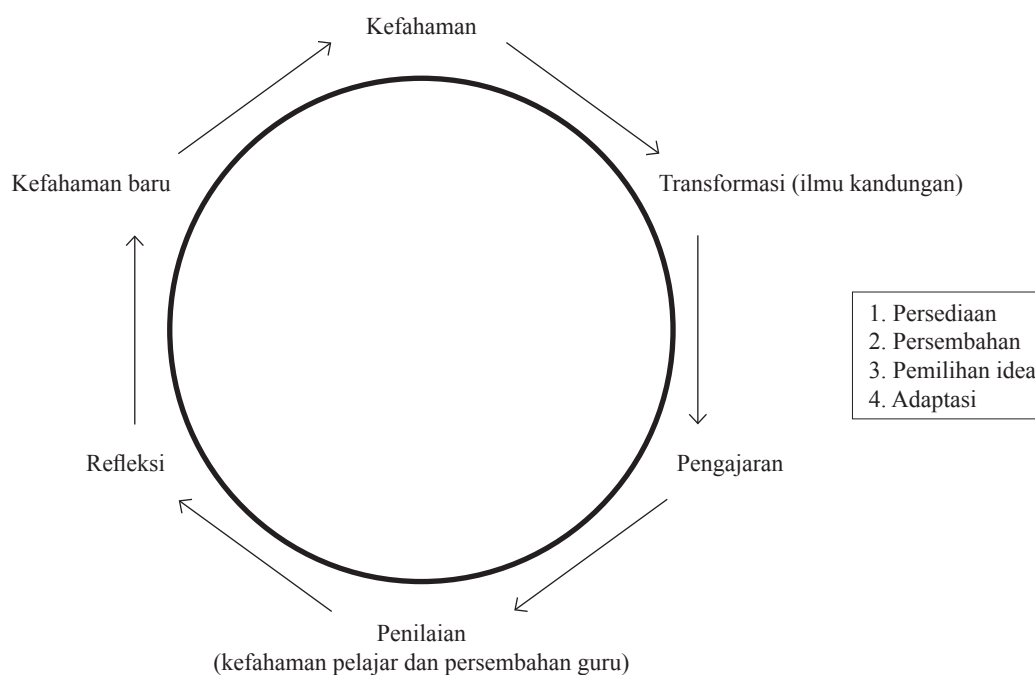 Kefahaman
Kefahaman baru
Transformasi (ilmu kandungan)
1. Persediaan
2. Persembahan
3. Pemilihan idea
4. Adaptasi
Refleksi
Pengajaran
Penilaian
(kefahaman pelajar dan persembahan guru)